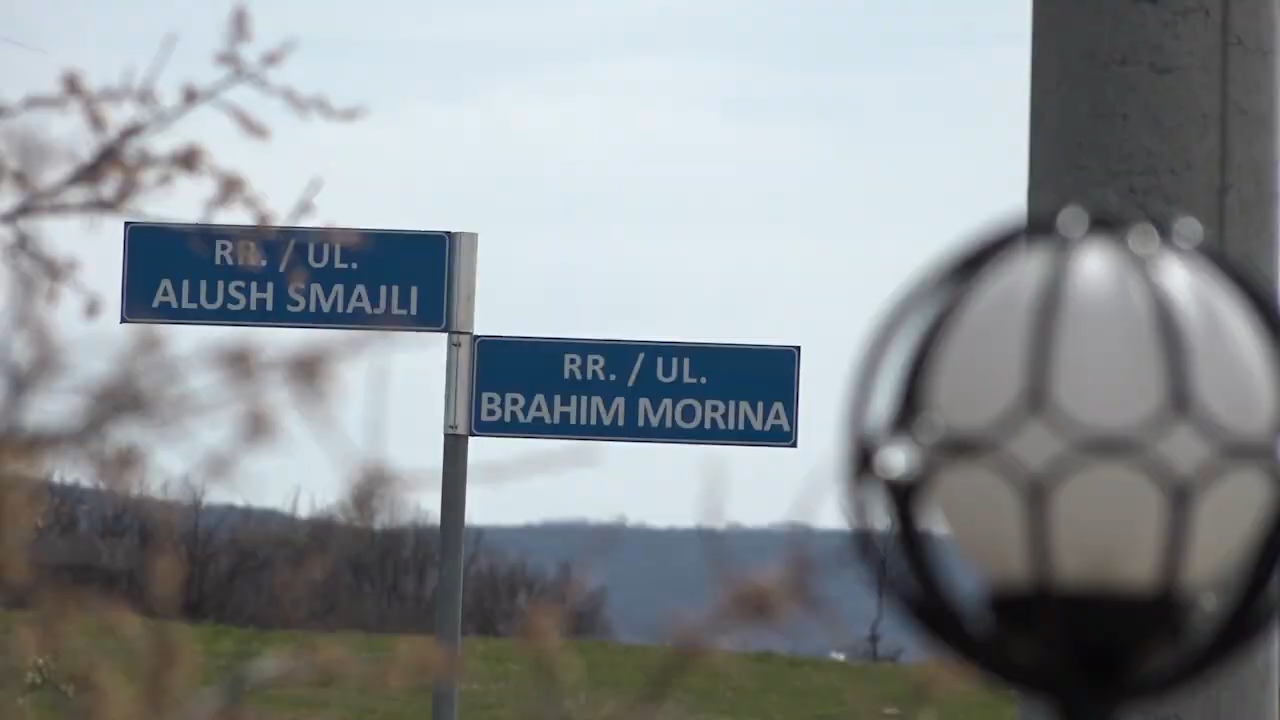 RR. / UL.
ALUSH SMAJLI
RR. / UL.
BRAHIM MORINA